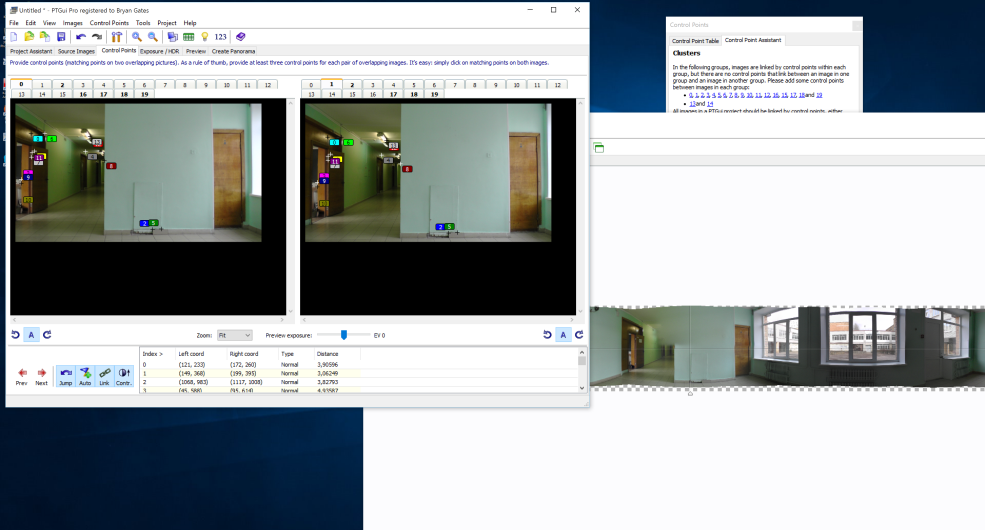 Untitled * - PTGui Pro registered to Bryan Gates
File Edit View Images Control Points Tools Project Help
123
Project Assistant Source Images Control Points Exposure / HDR Preview Create Panorama
Provide control points (matching points on two overlapping pictures). As a rule of thumb, provide at least three control points for each pair of overlapping images. It's easy: simply click on matching points on both images.
0 1 2 3 4 5 6 7 8 9 10 11 12
13 14 15 16 17 18 19
0 1 2 3 4 5 6 7 8 9 10 11 12
13 14 15 16 17 18 19
11
8
9
2 5
11
8
9
2 5
A
Zoom: Fit
Preview exposure:
EV 0
A
Prev Next Jump Auto Link Contr.
Index > Left coord Right coord Type Normal Distance
0 (121, 233) (172, 260) Normal 3,90596
1 (149, 368) (199, 395) Normal 3,86249
2 (1068, 983) (1117, 1008) Normal 3,82793
3 (45, 588) (95, 614) Normal 4,93587
Control Points
Control Point Table Control Point Assistant
Clusters
In the following groups, images are linked by control points within each
group, but there are no control points that link between an image in one
group and an image in another group. Please add some control points
between images in each group:
• 0, 1, 2, 3, 4, 5, 6, 7, 8, 9, 10, 11, 12, 16, 15, 17, 18and 19
• 13and 14
All images in a PTGui project should be linked by control points, either